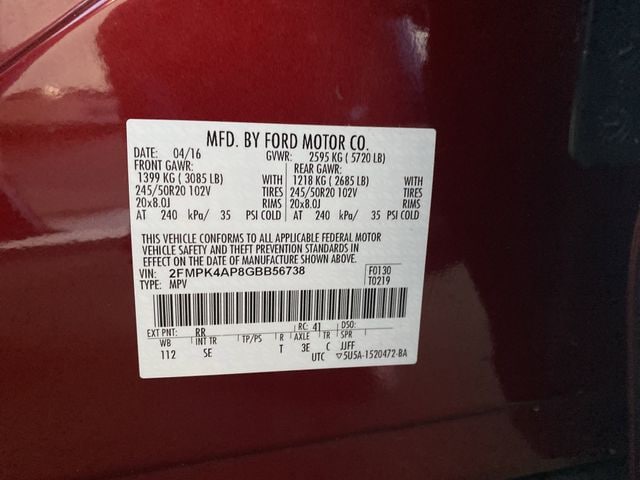 MFD. BY FORD MOTOR CO.
DATE: 04/16 GVWR: 2595 KG ( 5720 LB)
FRONT GAWR: REAR GAWR:
1399 KG ( 3085 LB) WITH 1218 KG ( 2685 LB) WITH
245/50R20 102V TIRES 245/50R20 102V TIRES
20x8.0J RIMS 20x8.0J RIMS
AT 240 kPa/ 35 PSI COLD AT 240 kPa/ 35 PSI COLD
THIS VEHICLE CONFORMS TO ALL APPLICABLE FEDERAL MOTOR
VEHICLE SAFETY AND THEFT PREVENTION STANDARDS IN
EFFECT ON THE DATE OF MANUFACTURE SHOWN ABOVE.
VIN: 2FMPK4AP8GBB56738 F0130
TYPE: MPV T0219
EXT PNT: RR RC: 41 DSO:
WB INT TR TP/PS R AXLE TR SPR
112 SE T 3E C JJFF
UTC ▽5U5A-1520472-BA